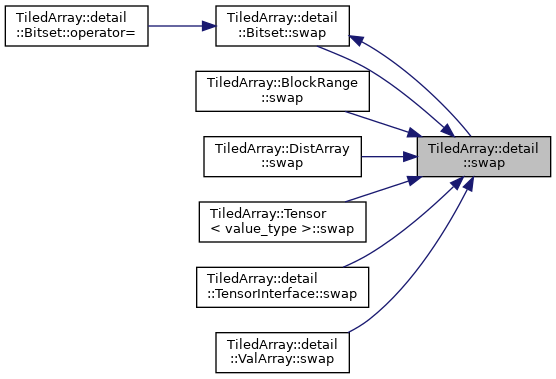 TiledArray::detail
::Bitset::operator=
TiledArray::detail
::Bitset::swap
TiledArray::BlockRange
::swap
TiledArray::DistArray
::swap
TiledArray::detail
::swap
TiledArray::Tensor
< value_type >::swap
TiledArray::detail
::TensorInterface::swap
TiledArray::detail
::ValArray::swap